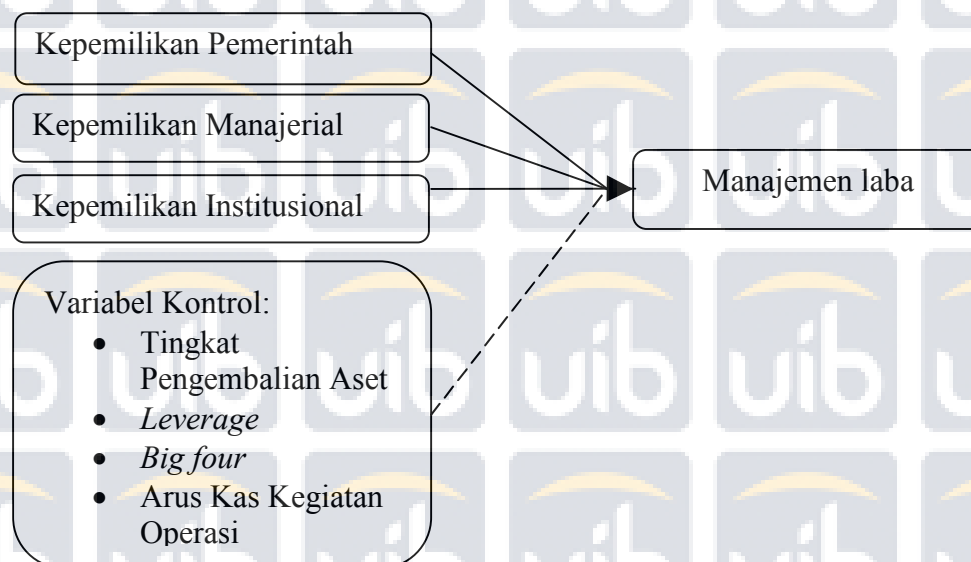 Kepemilikan Pemerintah
Kepemilikan Manajerial
Kepemilikan Institusional
Manajemen laba
Variabel Kontrol:
• Tingkat
Pengembalian Aset
• Leverage
• Big four
• Arus Kas Kegiatan
Operasi
uib